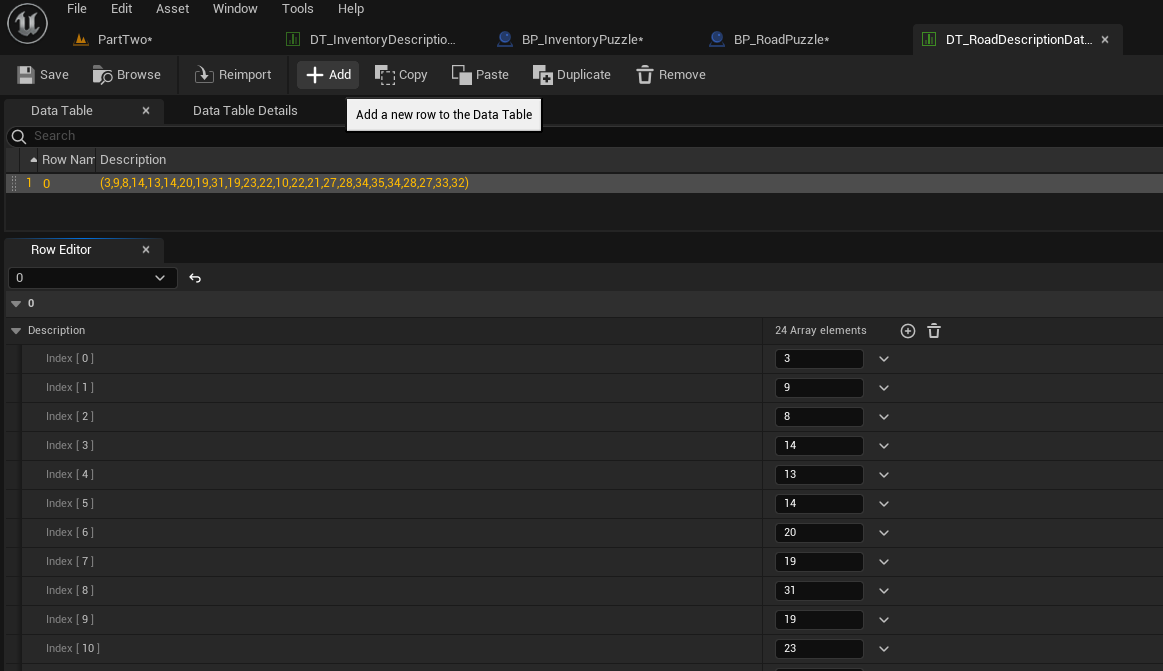 File Edit Asset Window Tools Help
PartTwo* DT_InventoryDescriptio... BP_InventoryPuzzle* BP_RoadPuzzle* DT_RoadDescriptionDat...
Save Browse Reimport Add Copy Paste Duplicate Remove
Data Table Data Table Details
Add a new row to the Data Table
Search
Row Nam Description
1 0 (3,9,8,14,13,14,20,19,31,19,23,22,10,22,21,27,28,34,35,34,28,27,33,32)
Row Editor
0
0
Description 24 Array elements
Index [ 0 ] 3
Index [ 1 ] 9
Index [ 2 ] 8
Index [ 3 ] 14
Index [ 4 ] 13
Index [ 5 ] 14
Index [ 6 ] 20
Index [ 7 ] 19
Index [ 8 ] 31
Index [ 9 ] 19
Index [ 10 ] 23